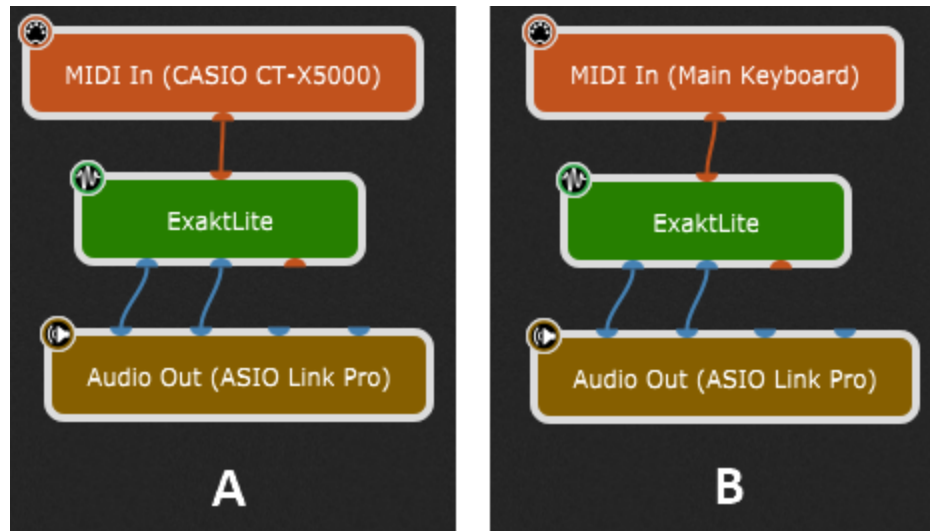 MIDI In (CASIO CT-X5000)
ExaktLite
Audio Out (ASIO Link Pro)
A
MIDI In (Main Keyboard)
ExaktLite
Audio Out (ASIO Link Pro)
B